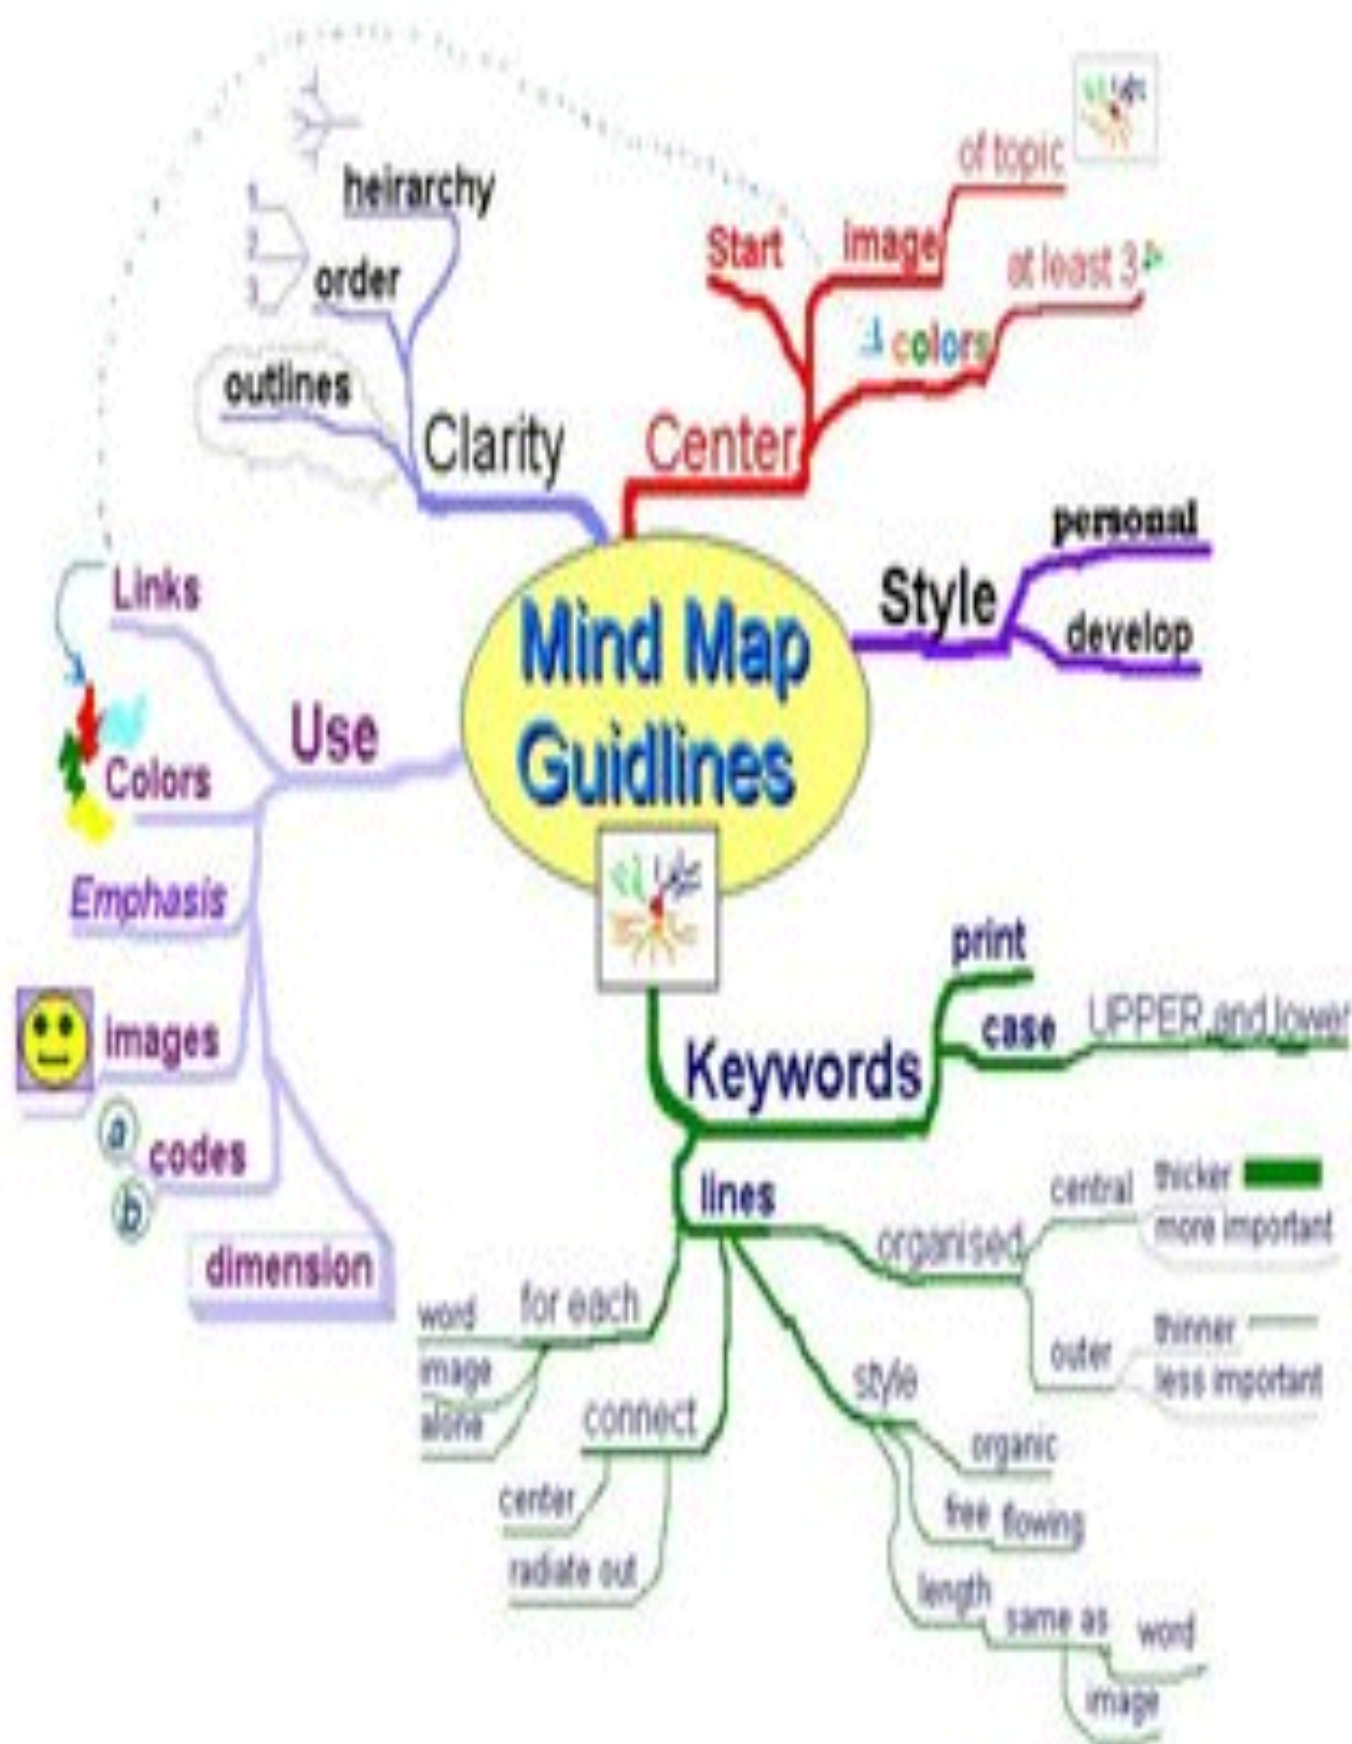 Mind Map
Guidlines
Center
Start
image
of topic
colors
at least 3
Style
personal
develop
Keywords
print
case
UPPER and lower
lines
organised
central
thicker
more important
outer
thinner
less important
style
organic
free flowing
length
same as
word
image
connect
center
radiate out
for each
word
image
alone
Use
Links
Colors
Emphasis
images
codes
a
b
dimension
Clarity
heirarchy
order
1
2
3
outlines